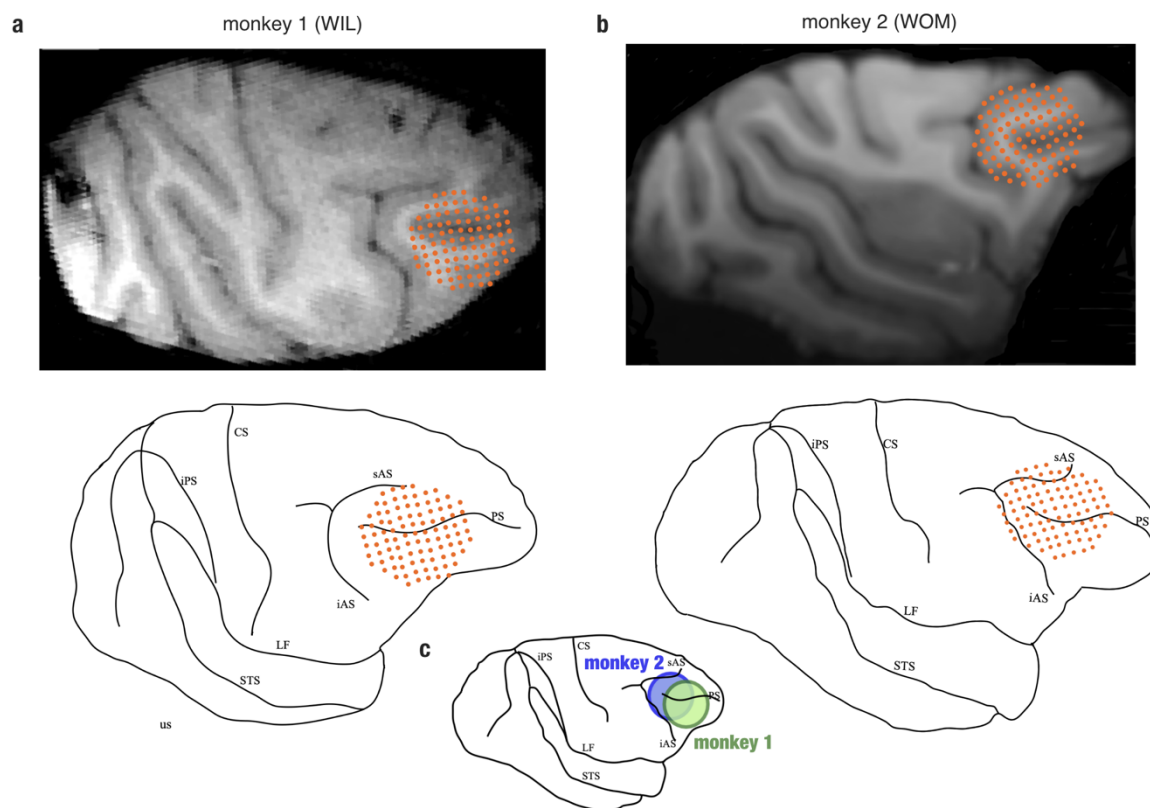 a
monkey 1 (WIL)
b
monkey 2 (WOM)
CS
iPS
sAS
PS
iAS
LF
STS
us
CS
iPS
sAS
PS
iAS
LF
STS
c
CS
iPS
monkey 2
sAS
PS
iAS
monkey 1
LF
STS